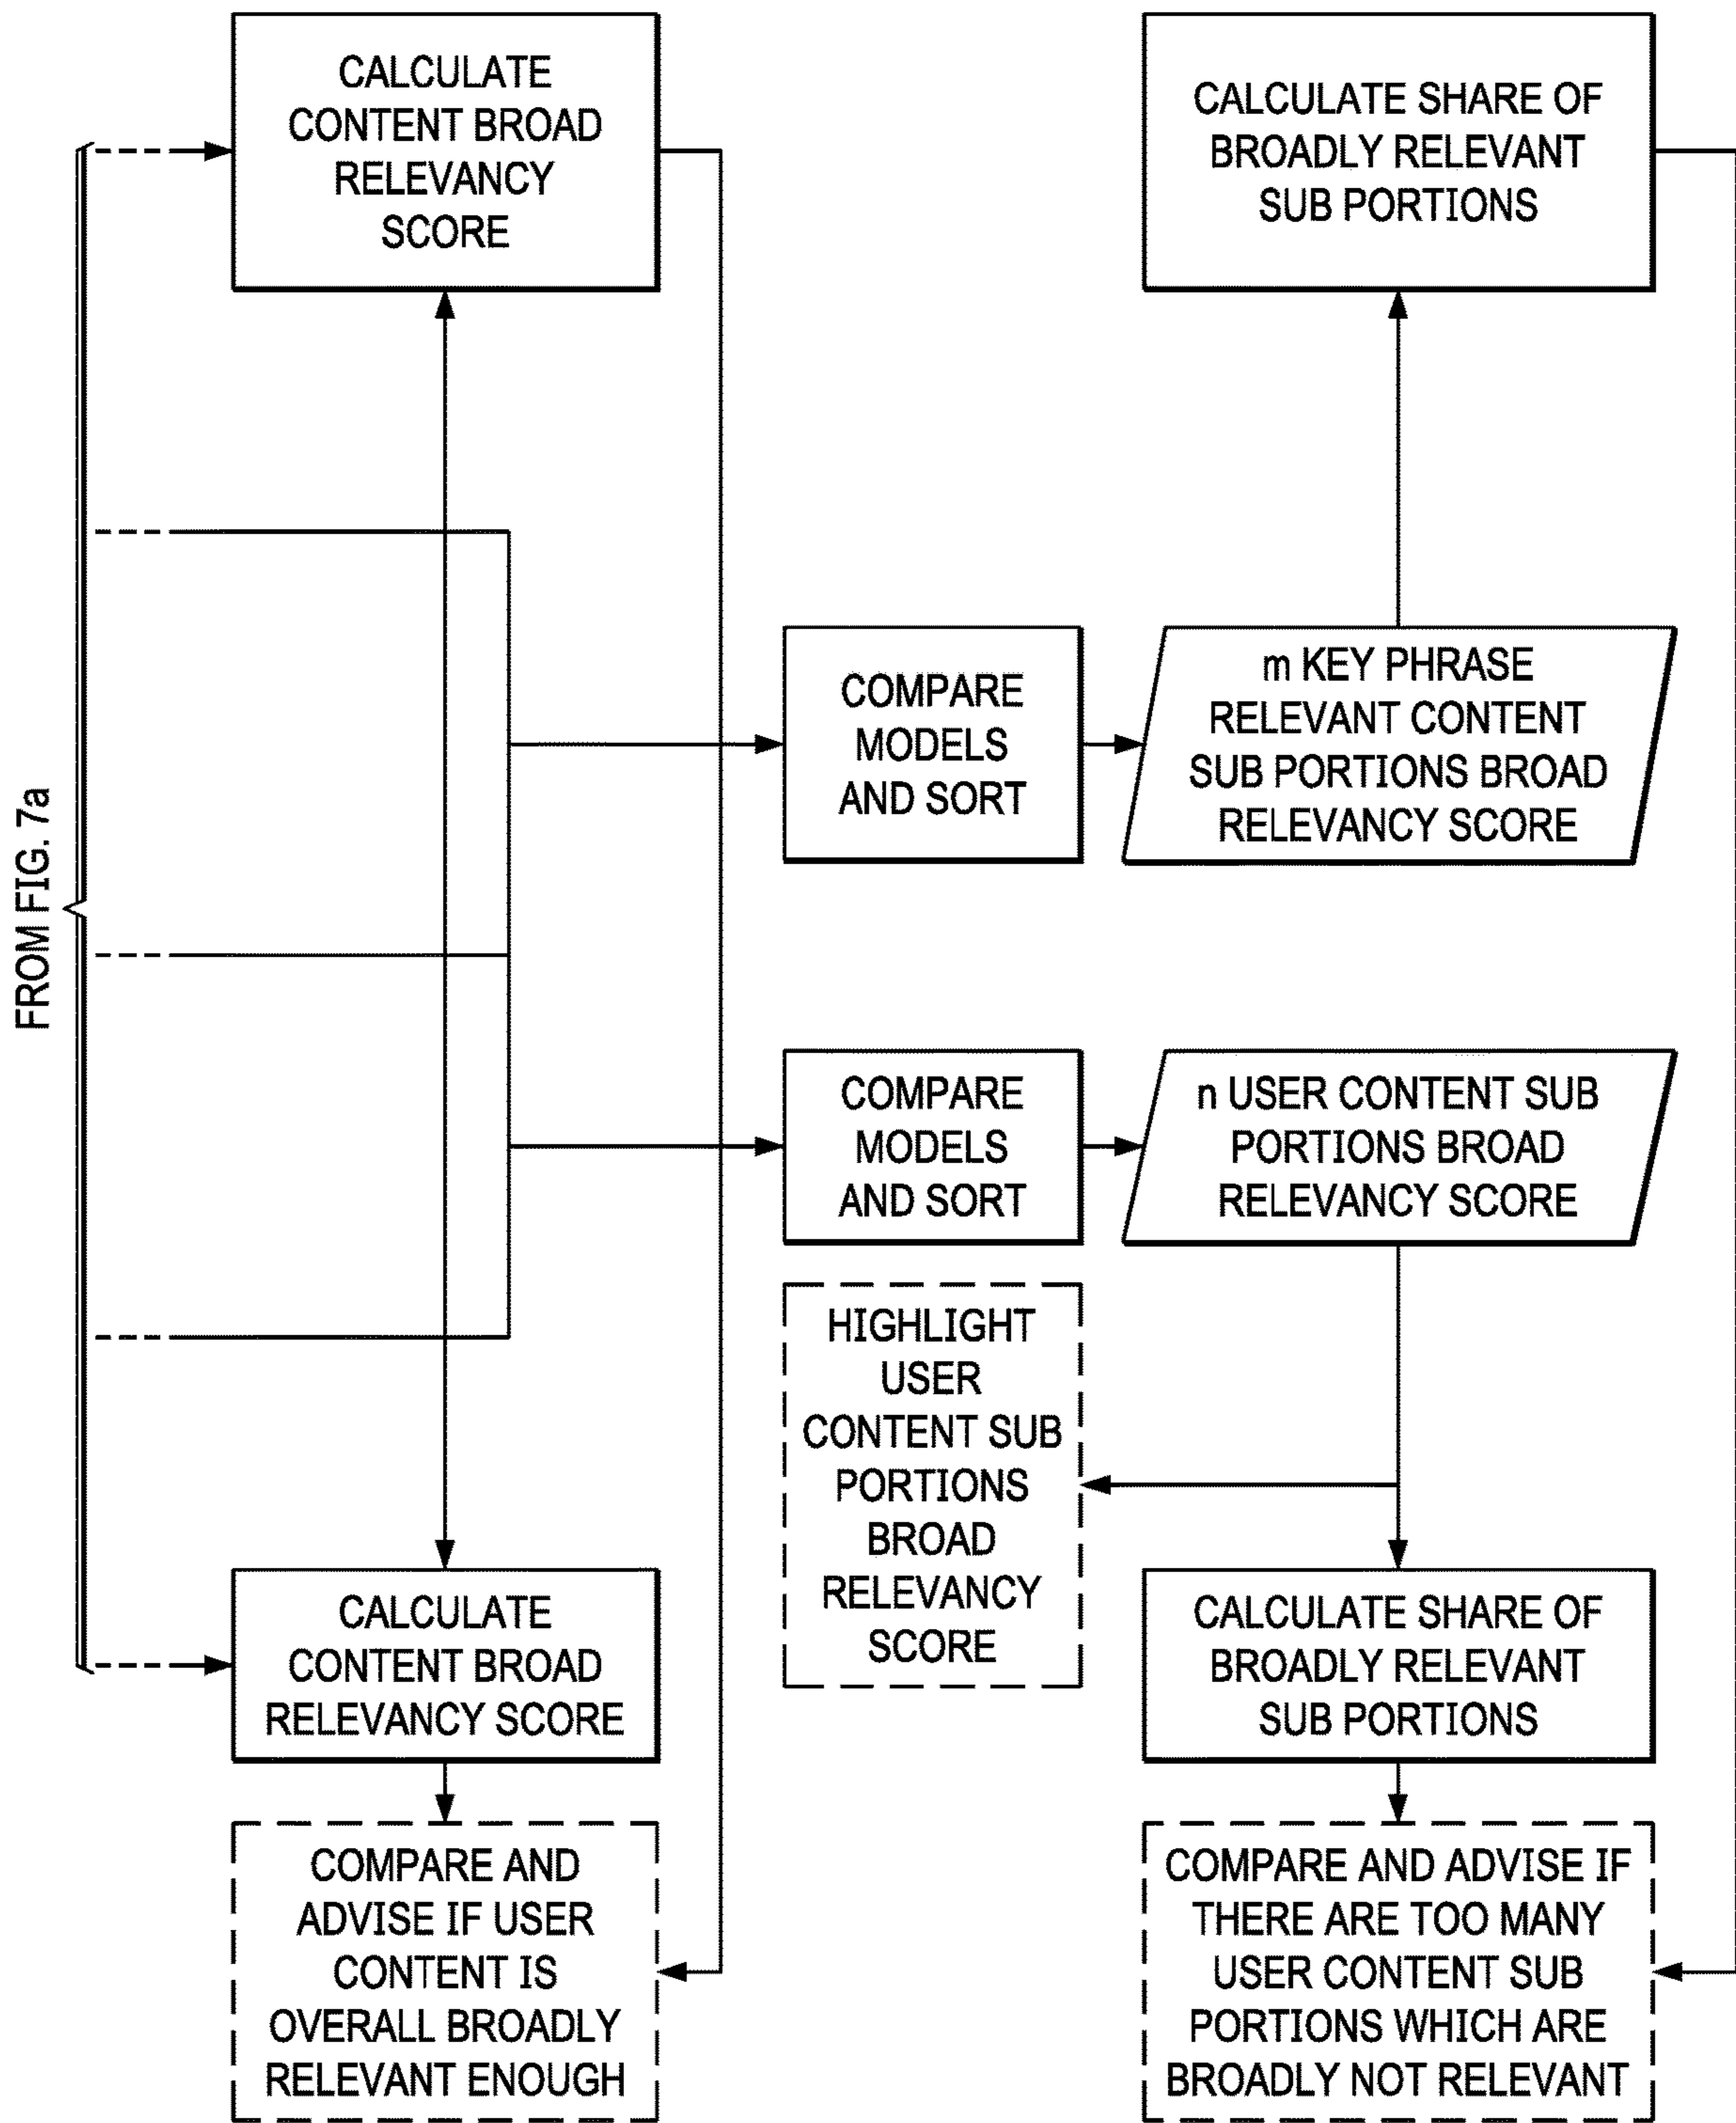 CALCULATE
CONTENT BROAD
RELEVANCY
SCORE
CALCULATE SHARE OF
BROADLY RELEVANT
SUB PORTIONS
FROM FIG. 7a
COMPARE
MODELS
AND SORT
m KEY PHRASE
RELEVANT CONTENT
SUB PORTIONS BROAD
RELEVANCY SCORE
COMPARE
MODELS
AND SORT
n USER CONTENT SUB
PORTIONS BROAD
RELEVANCY SCORE
HIGHLIGHT
USER
CONTENT SUB
PORTIONS
BROAD
RELEVANCY
SCORE
CALCULATE
CONTENT BROAD
RELEVANCY SCORE
CALCULATE SHARE OF
BROADLY RELEVANT
SUB PORTIONS
COMPARE AND
ADVISE IF USER
CONTENT IS
OVERALL BROADLY
RELEVANT ENOUGH
COMPARE AND ADVISE IF
THERE ARE TOO MANY
USER CONTENT SUB
PORTIONS WHICH ARE
BROADLY NOT RELEVANT